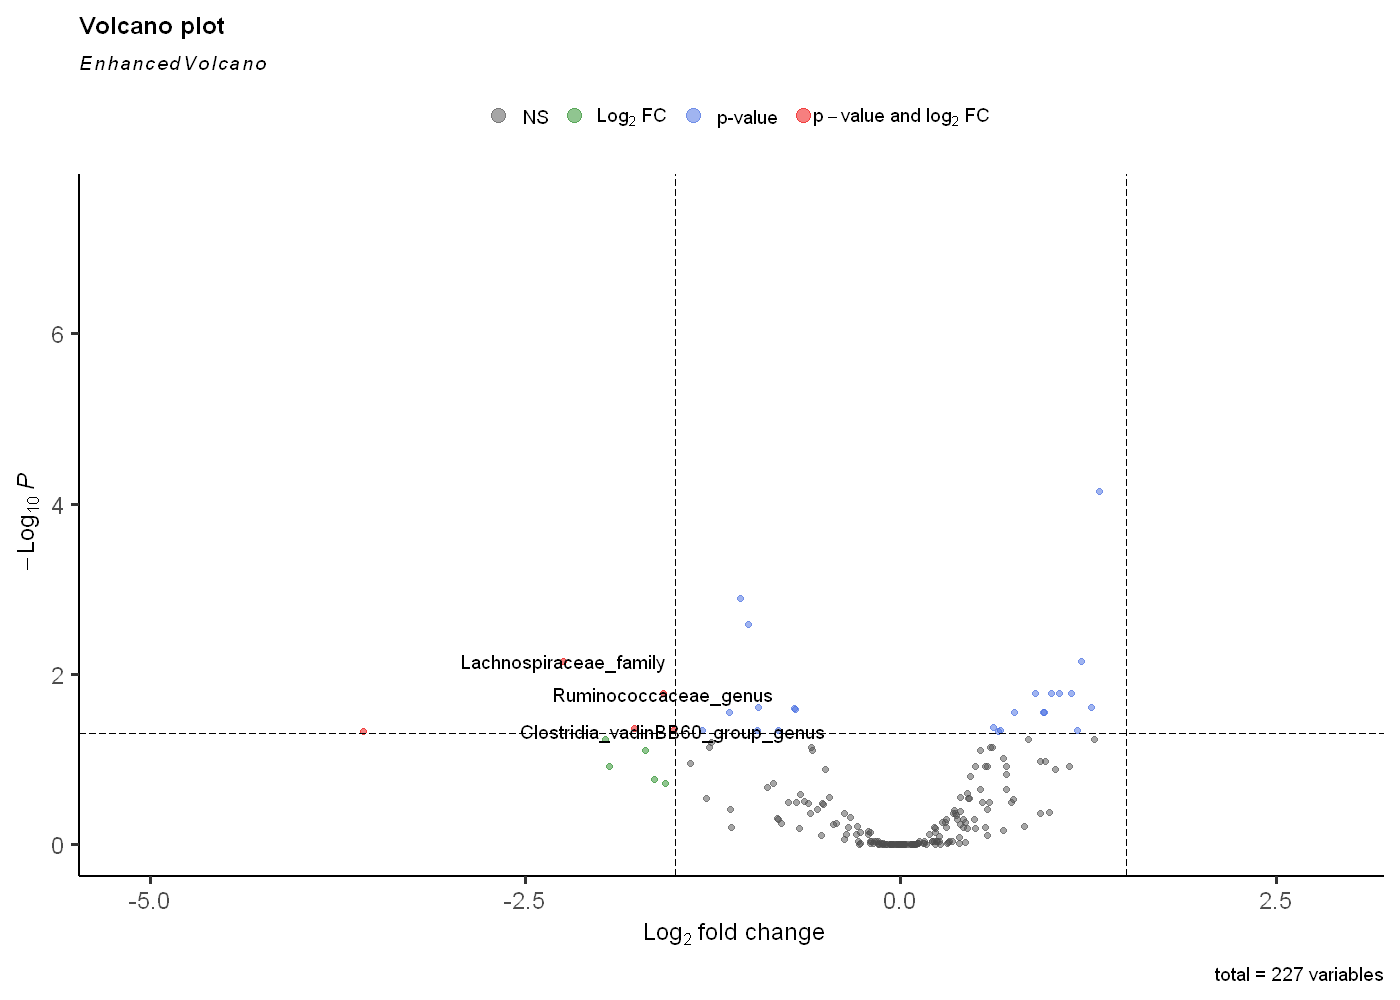 Volcano plot
EnhancedVolcano
NS Log₂ FC p-value p – value and log₂ FC
6
4
2
0
– Log₁₀ P
Lachnospiraceae_family
Ruminococcaceae_genus
Clostridia_vadinBB60_group_genus
-5.0 -2.5 0.0 2.5
Log₂ fold change
total = 227 variables